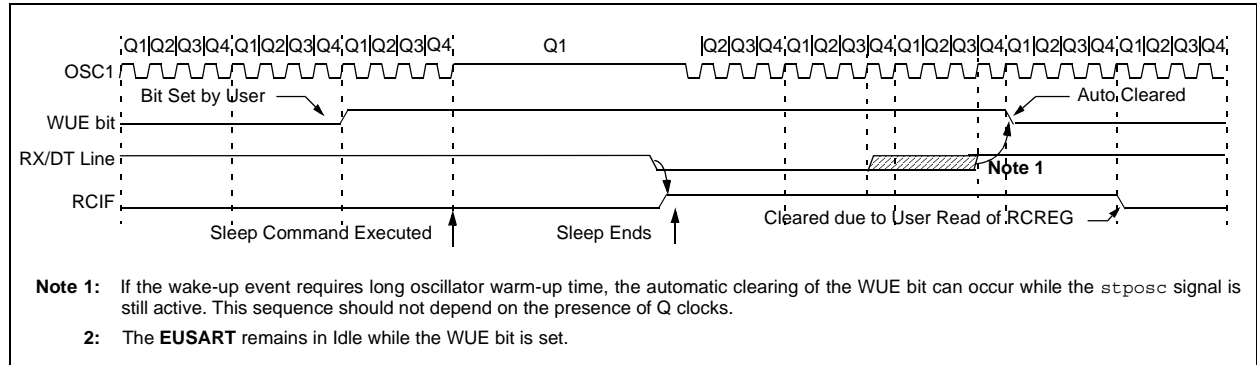 Q1 Q2 Q3 Q4 Q1 Q2 Q3 Q4 Q1 Q2 Q3 Q4 Q1 Q2 Q3 Q4 Q1 Q2 Q3 Q4 Q1 Q2 Q3 Q4 Q1 Q2 Q3 Q4 Q1 Q2 Q3 Q4
OSC1
Bit Set by User
Auto Cleared
WUE bit
RX/DT Line
Note 1
RCIF
Cleared due to User Read of RCREG
Sleep Command Executed
Sleep Ends
Note 1: If the wake-up event requires long oscillator warm-up time, the automatic clearing of the WUE bit can occur while the stposc signal is
still active. This sequence should not depend on the presence of Q clocks.
2: The EUSART remains in Idle while the WUE bit is set.